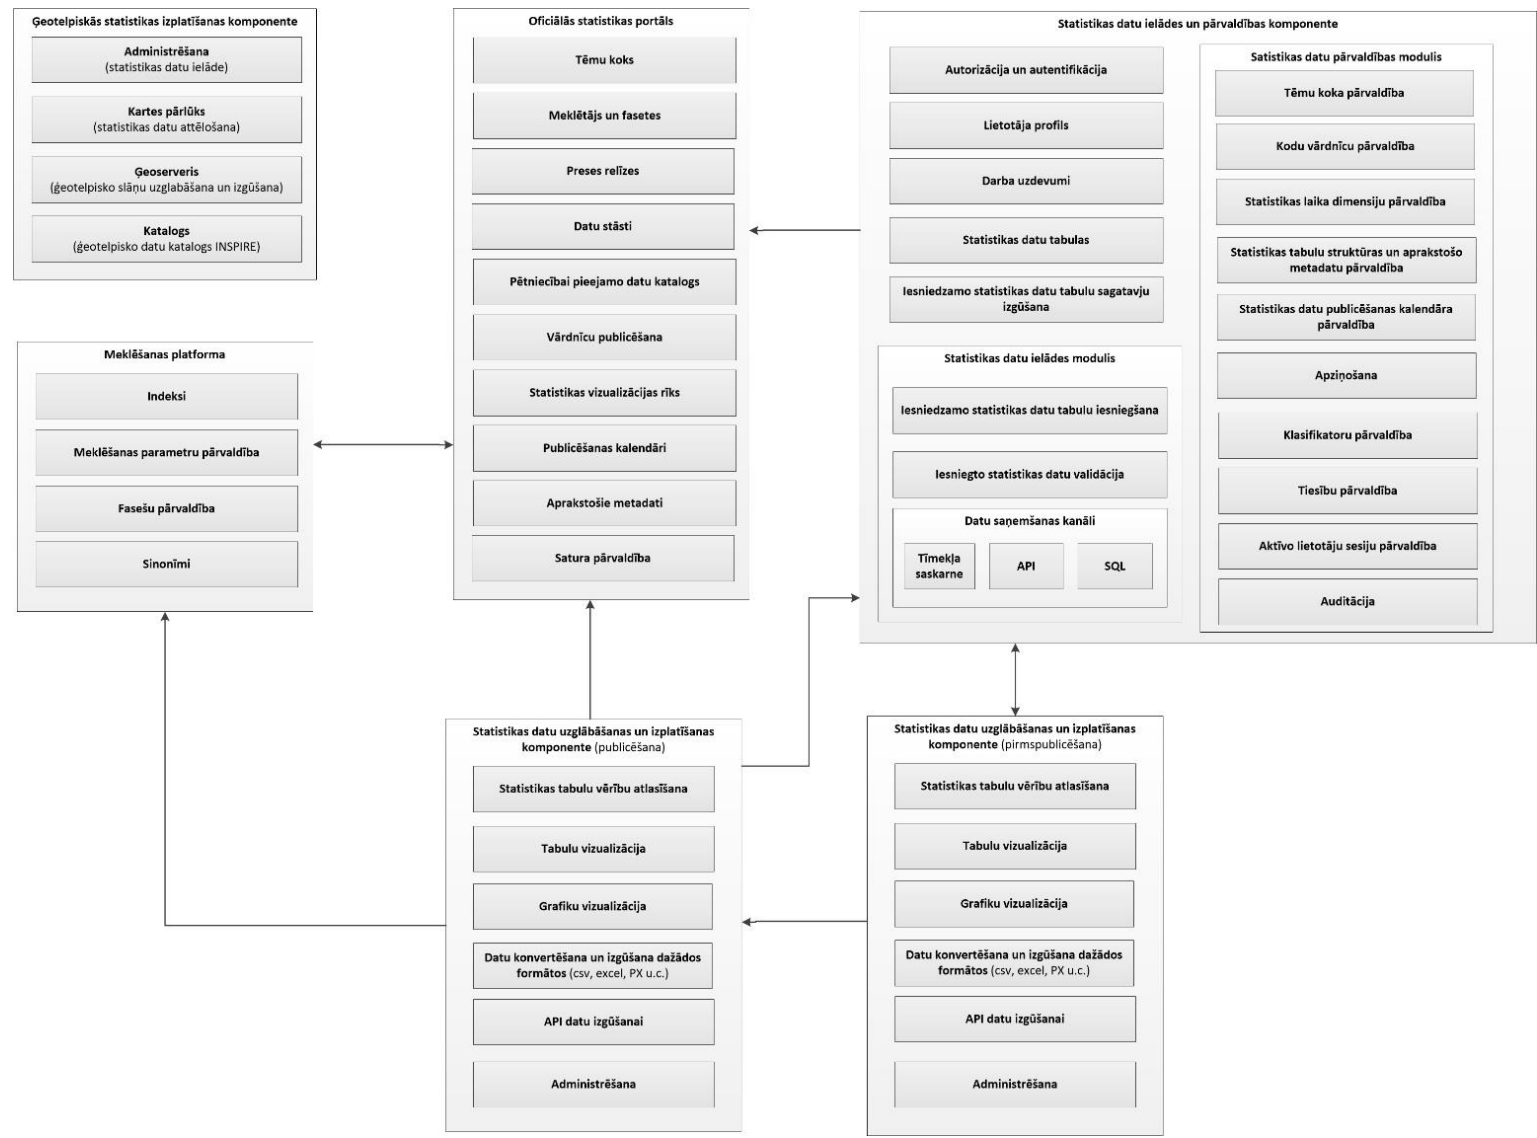 Ģeotelpiskās statistikas izplatīšanas komponente
Administrēšana
(statistikas datu ielāde)
Kartes pārlūks
(statistikas datu attēlošana)
Ģeoserveris
(ģeotelpisko slāņu uzglabāšana un izgūšana)
Katalogs
(ģeotelpisko datu katalogs INSPIRE)
Meklēšanas platforma
Indeksi
Meklēšanas parametru pārvaldība
Fasešu pārvaldība
Sinonīmi
Oficiālās statistikas portāls
Tēmu koks
Meklētājs un fasetes
Preses relīzes
Datu stāsti
Pētniecībai pieejamo datu katalogs
Vārdnīcu publicēšana
Statistikas vizualizācijas rīks
Publicēšanas kalendāri
Aprakstošie metadati
Satura pārvaldība
Statistikas datu ielādes un pārvaldības komponente
Autorizācija un autentifikācija
Lietotāja profils
Darba uzdevumi
Statistikas datu tabulas
Iesniedzamo statistikas datu tabulu sagatavju
izgūšana
Statistikas datu ielādes modulis
Iesniedzamo statistikas datu tabulu iesniegšana
Iesniegto statistikas datu validācija
Datu saņemšanas kanāli
Tīmekļa
saskarne
API
SQL
Satistikas datu pārvaldības modulis
Tēmu koka pārvaldība
Kodu vārdnīcu pārvaldība
Statistikas laika dimensiju pārvaldība
Statistikas tabulu struktūras un aprakstošo
metadatu pārvaldība
Statistikas datu publicēšanas kalendāra
pārvaldība
Apziņošana
Klasifikatoru pārvaldība
Tiesību pārvaldība
Aktīvo lietotāju sesiju pārvaldība
Auditācija
Statistikas datu uzglābāšanas un izplatīšanas
komponente (publicēšana)
Statistikas tabulu vērību atlasīšana
Tabulu vizualizācija
Grafiku vizualizācija
Datu konvertēšana un izgūšana dažādos
formātos (csv, excel, PX u.c.)
API datu izgūšanai
Administrēšana
Statistikas datu uzglābāšanas un izplatīšanas
komponente (pirmspublicēšana)
Statistikas tabulu vērību atlasīšana
Tabulu vizualizācija
Grafiku vizualizācija
Datu konvertēšana un izgūšana dažādos
formātos (csv, excel, PX u.c.)
API datu izgūšanai
Administrēšana